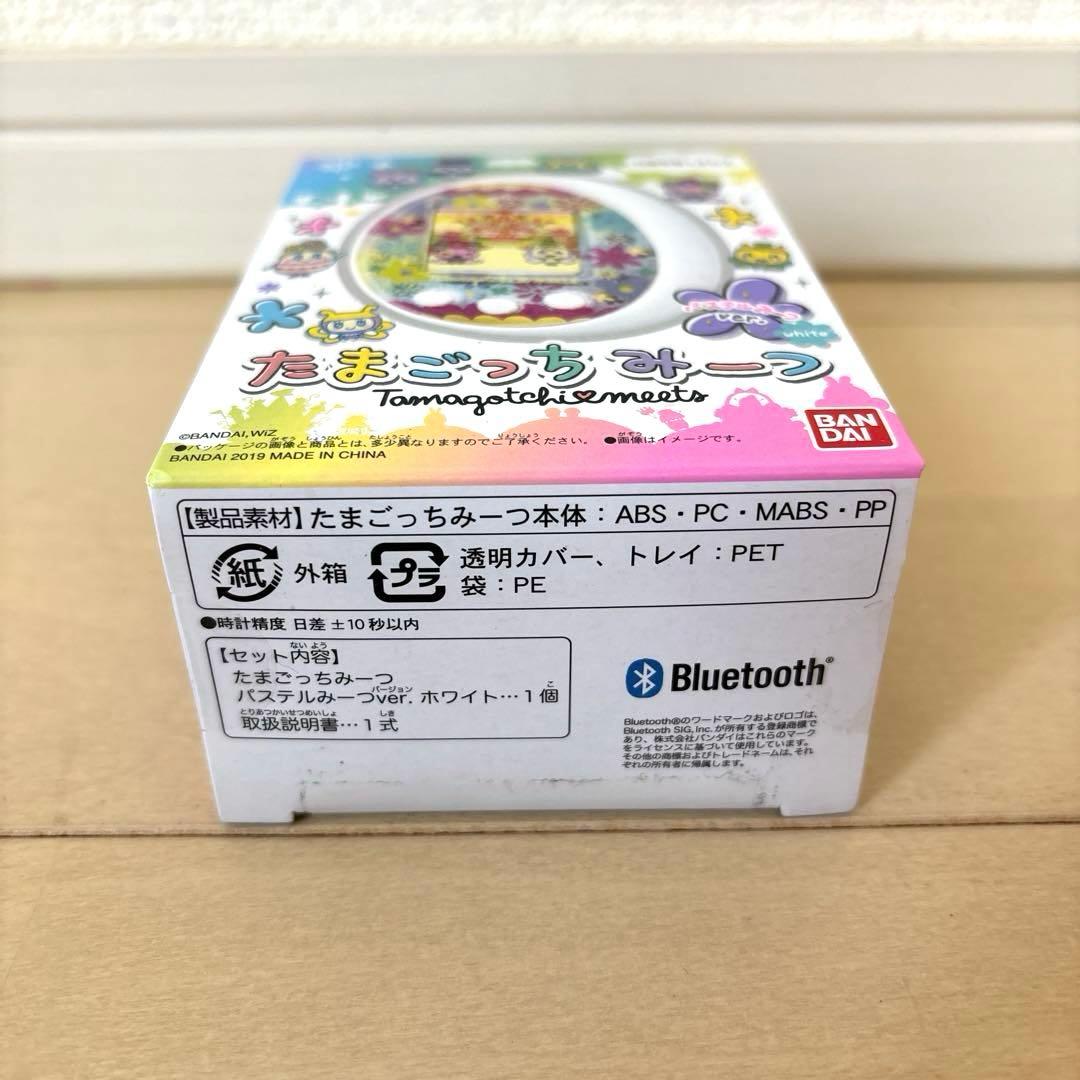 ver.
white
たまごっち みーつ
Tamagotchi♥meets
©BANDAI,WiZ
●パッケージの画像と商品とは、多少異なりますのでご了承ください。 ●画像はイメージです。
BANDAI 2019 MADE IN CHINA
BAN
DAI
【製品素材】たまごっちみーつ本体：ABS・PC・MABS・PP
紙 外箱 プラ 透明カバー、トレイ：PET
袋：PE
●時計精度 日差 ±10秒以内
【セット内容】
たまごっちみーつ
パステルみーつver. ホワイト…1個
取扱説明書…1式
Bluetooth®
Bluetooth®のワードマークおよびロゴは、
Bluetooth SIG, Inc. が所有する登録商標で
あり、株式会社バンダイはこれらのマーク
をライセンスに基づいて使用しています。
その他の商標およびトレードネームは、それ
ぞれの所有者に帰属します。